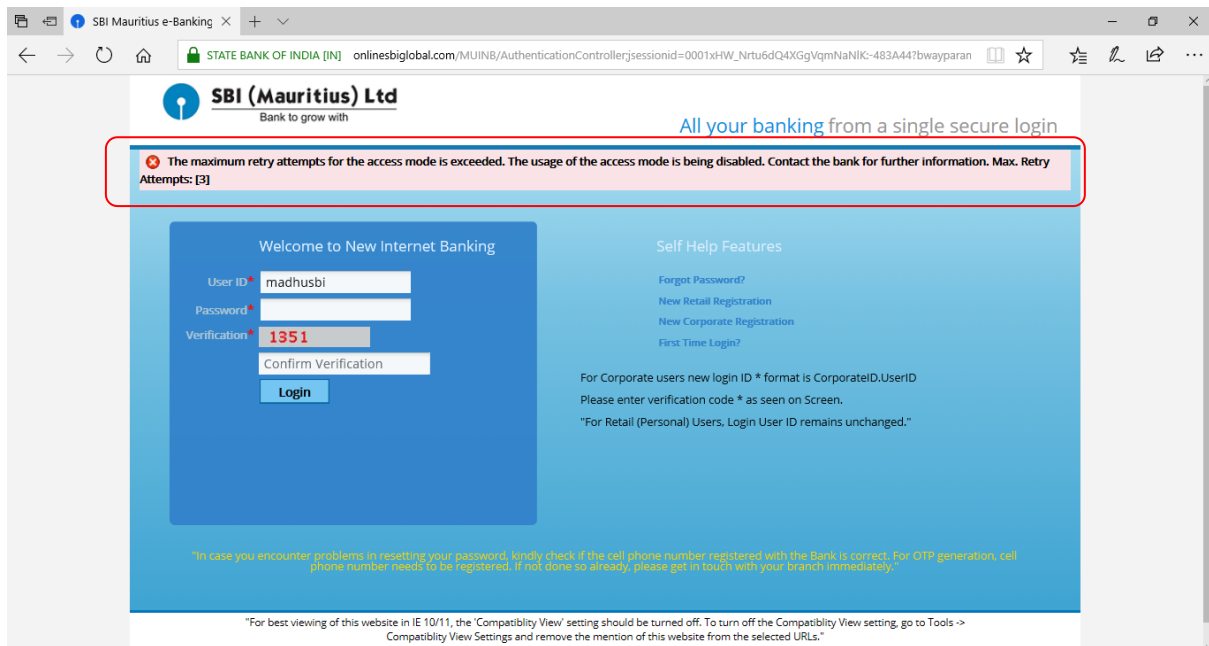 SBI Mauritius e-Banking
STATE BANK OF INDIA [IN] onlinesbiglobal.com/MUINB/AuthenticationController;jsessionid=0001xHW_Nrtu6dQ4XGgVqmNaNlK:-483A44?bwayparan
SBI (Mauritius) Ltd
Bank to grow with
All your banking from a single secure login
The maximum retry attempts for the access mode is exceeded. The usage of the access mode is being disabled. Contact the bank for further information. Max. Retry
Attempts: [3]
Welcome to New Internet Banking
User ID* madhusbi
Password*
Verification* 1351
Confirm Verification
Login
Self Help Features
Forgot Password?
New Retail Registration
New Corporate Registration
First Time Login?
For Corporate users new login ID * format is CorporateID.UserID
Please enter verification code * as seen on Screen.
"For Retail (Personal) Users, Login User ID remains unchanged."
"In case you encounter problems in resetting your password, kindly check if the cell phone number registered with the Bank is correct. For OTP generation, cell
phone number needs to be registered. If not done so already, please get in touch with your branch immediately."
"For best viewing of this website in IE 10/11, the 'Compatiblity View' setting should be turned off. To turn off the Compatiblity View setting, go to Tools ->
Compatiblity View Settings and remove the mention of this website from the selected URLs."